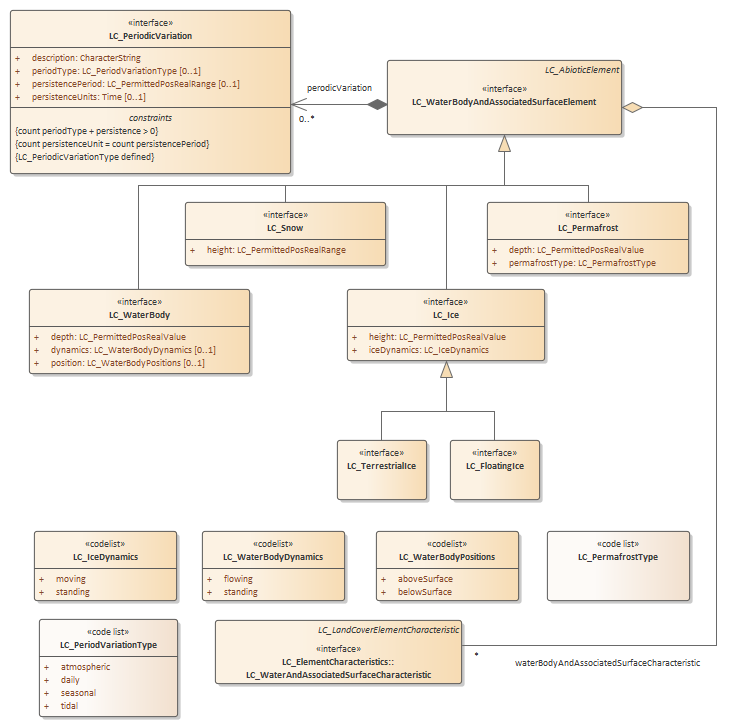 «interface»
LC_PeriodicVariation
+ description: CharacterString
+ periodType: LC_PeriodVariationType [0..1]
+ persistencePeriod: LC_PermittedPosRealRange [0..1]
+ persistenceUnits: Time [0..1]
constraints
{count periodType + persistence > 0}
{count persistenceUnit = count persistencePeriod}
{LC_PeriodicVariationType defined}
perodicVariation
0..*
LC_AbioticElement
«interface»
LC_WaterBodyAndAssociatedSurfaceElement
«interface»
LC_Snow
+ height: LC_PermittedPosRealRange
«interface»
LC_Permafrost
+ depth: LC_PermittedPosRealValue
+ permafrostType: LC_PermafrostType
«interface»
LC_WaterBody
+ depth: LC_PermittedPosRealValue
+ dynamics: LC_WaterBodyDynamics [0..1]
+ position: LC_WaterBodyPositions [0..1]
«interface»
LC_Ice
+ height: LC_PermittedPosRealValue
+ iceDynamics: LC_IceDynamics
«interface»
LC_TerrestrialIce
«interface»
LC_FloatingIce
«codelist»
LC_IceDynamics
+ moving
+ standing
«codelist»
LC_WaterBodyDynamics
+ flowing
+ standing
«codelist»
LC_WaterBodyPositions
+ aboveSurface
+ belowSurface
«code list»
LC_PermafrostType
«code list»
LC_PeriodVariationType
+ atmospheric
+ daily
+ seasonal
+ tidal
LC_LandCoverElementCharacteristic
«interface»
LC_ElementCharacteristics::
LC_WaterAndAssociatedSurfaceCharacteristic
*
waterBodyAndAssociatedSurfaceCharacteristic